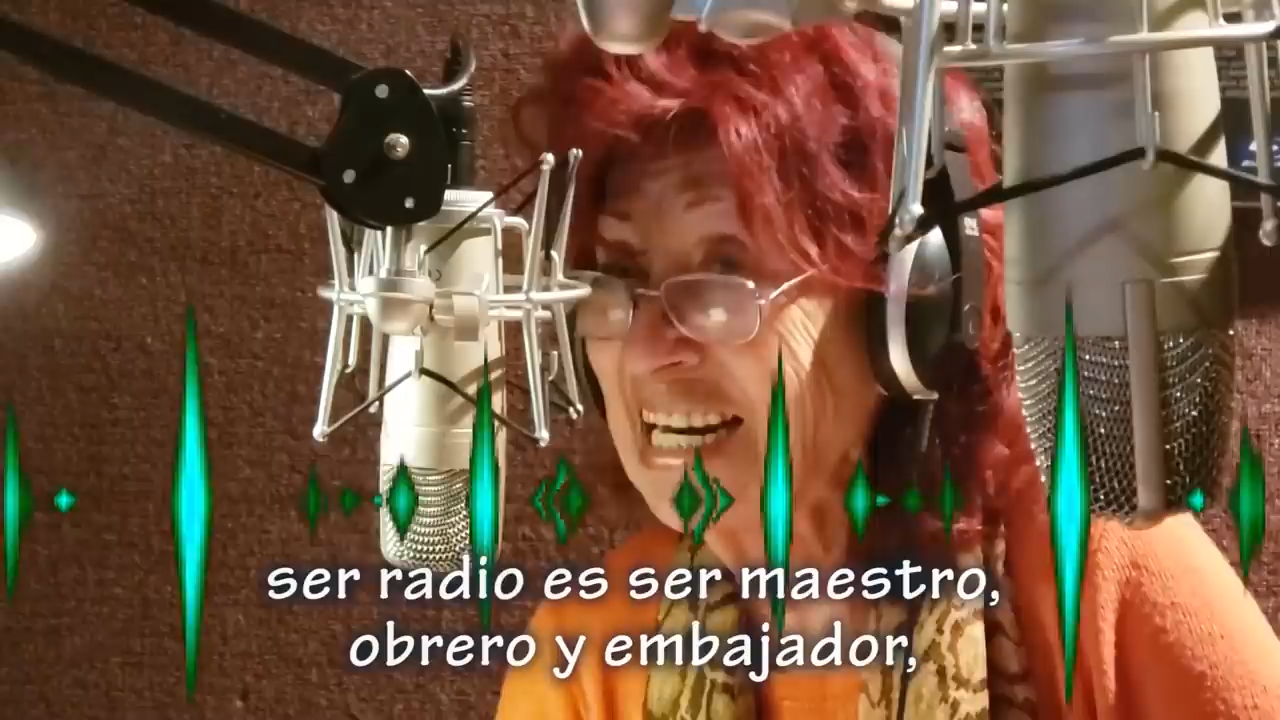 ser radio es ser maestro,
obrero y embajador,